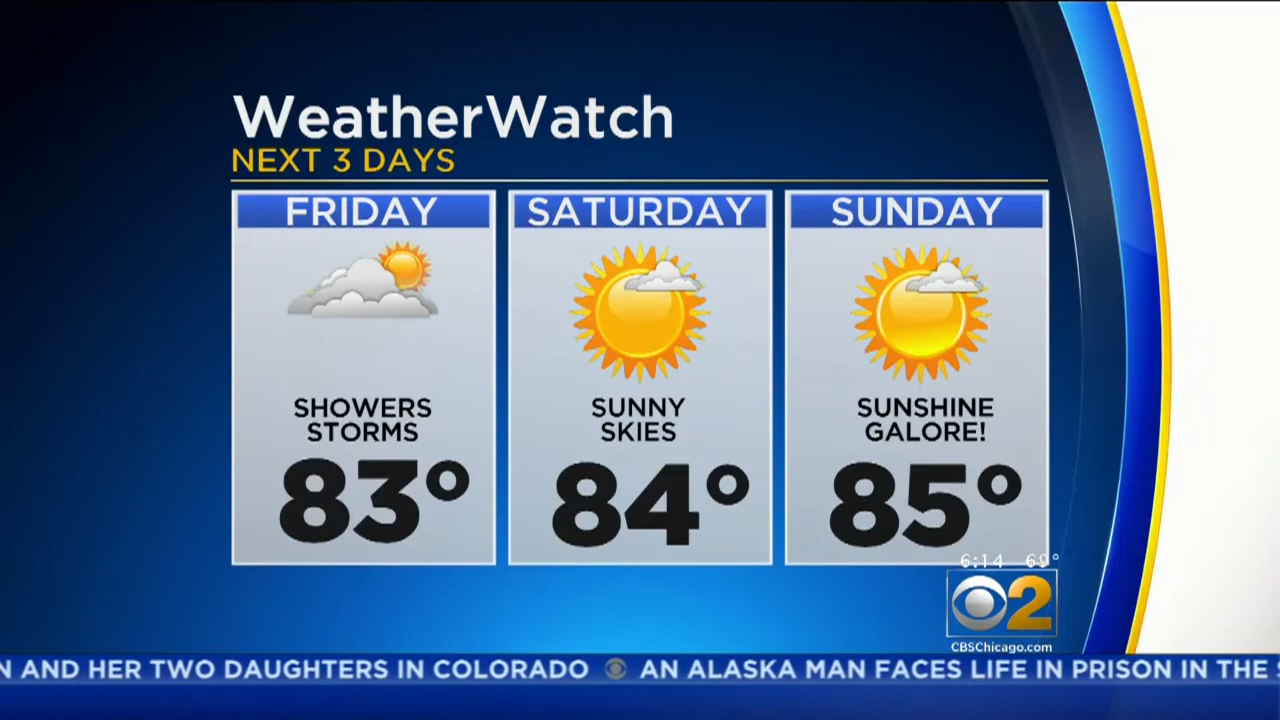 WeatherWatch
NEXT 3 DAYS
FRIDAY
SHOWERS
STORMS
83°
SATURDAY
SUNNY
SKIES
84°
SUNDAY
SUNSHINE
GALORE!
85°
6:14 69°
2
CBSChicago.com
AND HER TWO DAUGHTERS IN COLORADO AN ALASKA MAN FACES LIFE IN PRISON IN THE